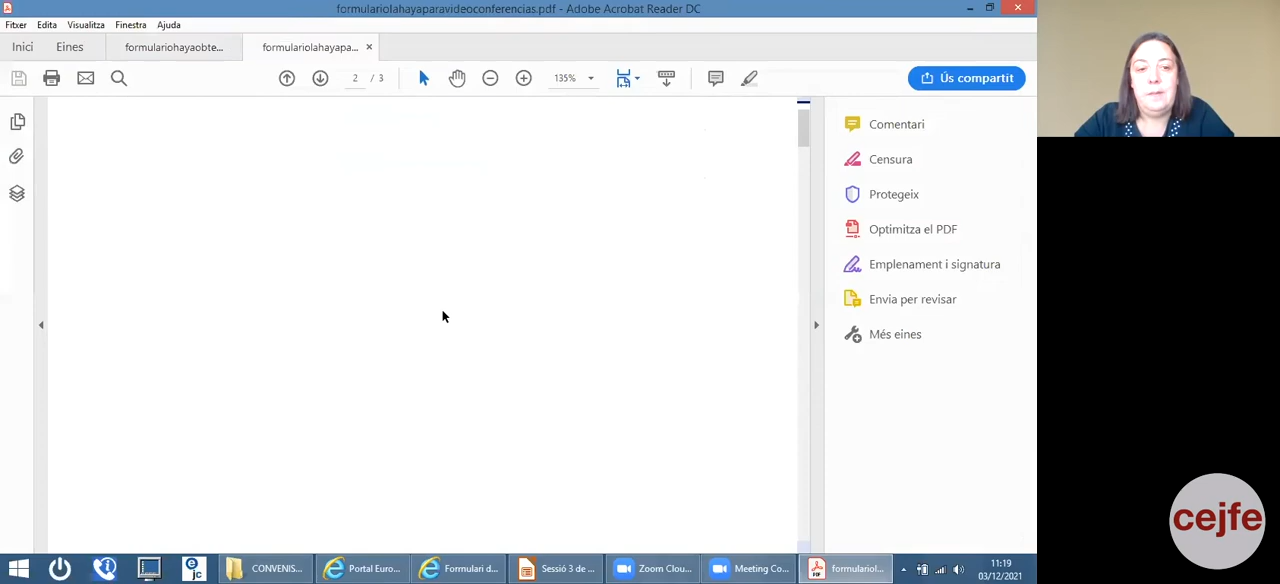 formulariolahayaparavideoconferencias.pdf - Adobe Acrobat Reader DC
Fitxer Edita Visualitza Finestra Ajuda
Inici Eines formulariohayaobte... formulariolahayapa... ×
2 / 3 135% Ús compartit
Comentari
Censura
Protegeix
Optimitza el PDF
Emplenament i signatura
Envia per revisar
Més eines
cejfe
CONVENIS... Portal Euro... Formulari d... Sessió 3 de ... Zoom Clou... Meeting Co... formulariol... 11:19
03/12/2021